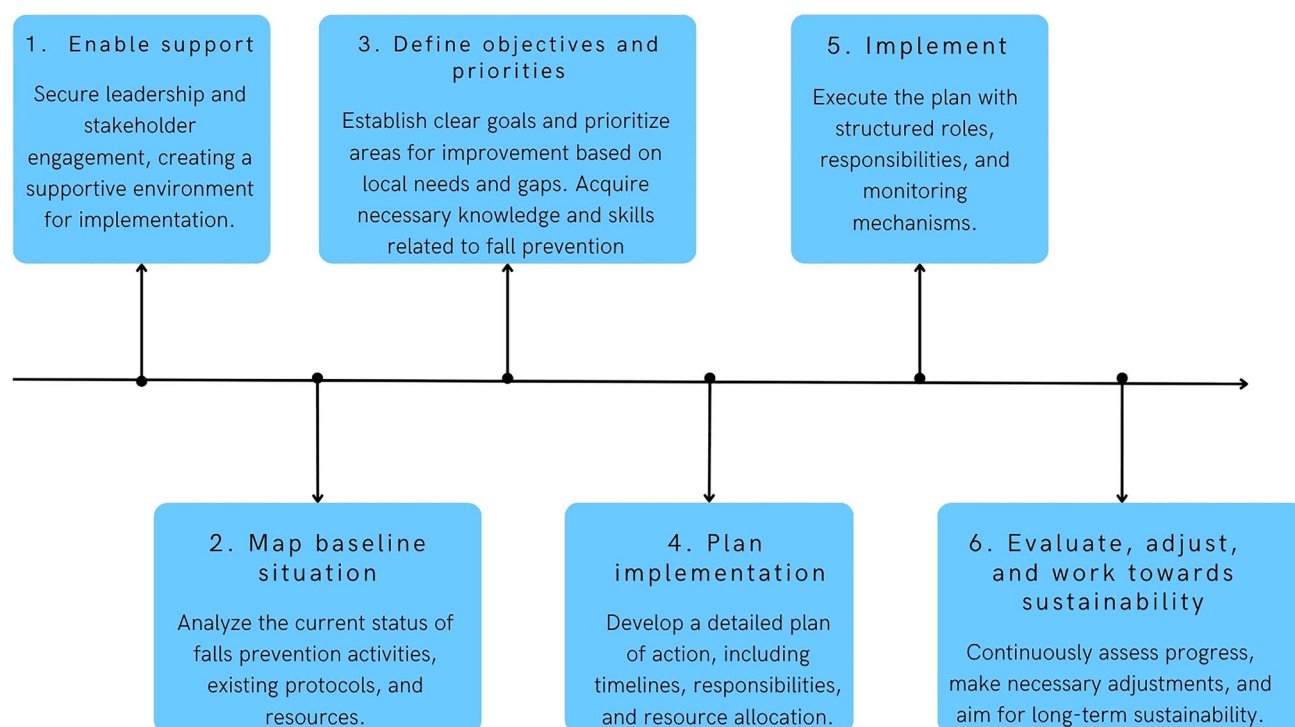 1. Enable support
Secure leadership and
stakeholder
engagement, creating a
supportive environment
for implementation.
2. Map baseline
situation
Analyze the current status of
falls prevention activities,
existing protocols, and
resources.
3. Define objectives and
priorities
Establish clear goals and prioritize
areas for improvement based on
local needs and gaps. Acquire
necessary knowledge and skills
related to fall prevention
4. Plan
implementation
Develop a detailed plan
of action, including
timelines, responsibilities,
and resource allocation.
5. Implement
Execute the plan with
structured roles,
responsibilities, and
monitoring
mechanisms.
6. Evaluate, adjust,
and work towards
sustainability
Continuously assess progress,
make necessary adjustments, and
aim for long-term sustainability.